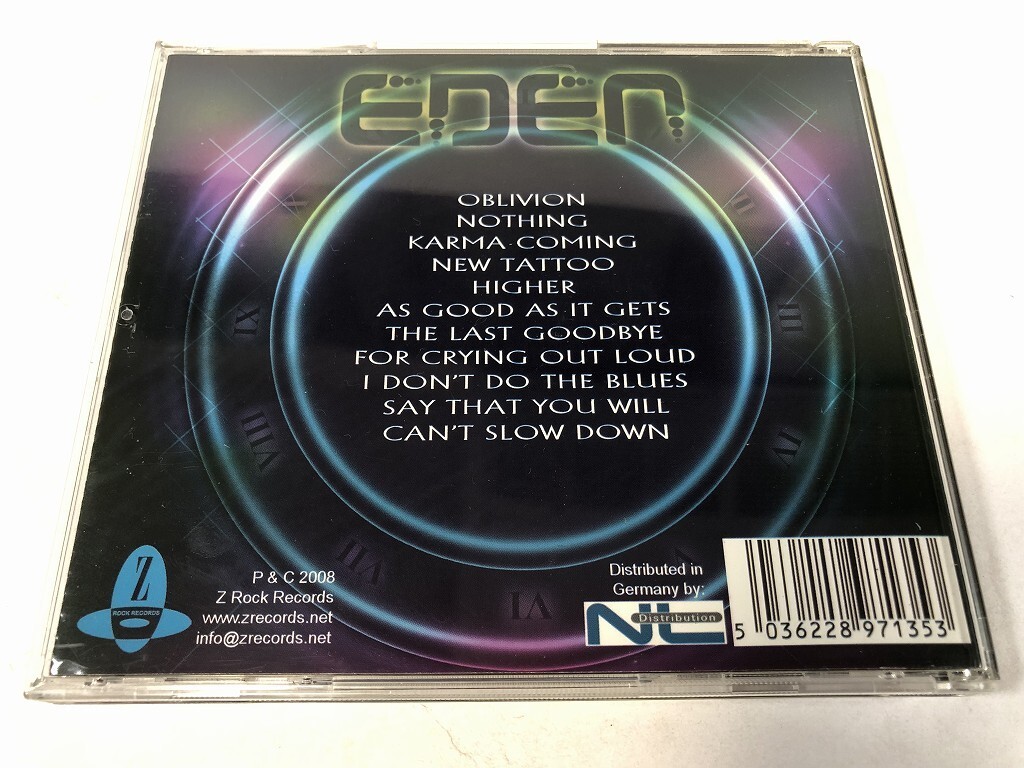 EDEN
OBLIVION
NOTHING
KARMA COMING
NEW TATTOO
HIGHER
AS GOOD AS IT GETS
THE LAST GOODBYE
FOR CRYING OUT LOUD
I DON'T DO THE BLUES
SAY THAT YOU WILL
CAN'T SLOW DOWN
II
III
IV
V
VI
VII
VIII
IX
X
Z
ROCK RECORDS
P & C 2008
Z Rock Records
www.zrecords.net
info@zrecords.net
Distributed in
Germany by:
NL
Distribution
5 036228 971353